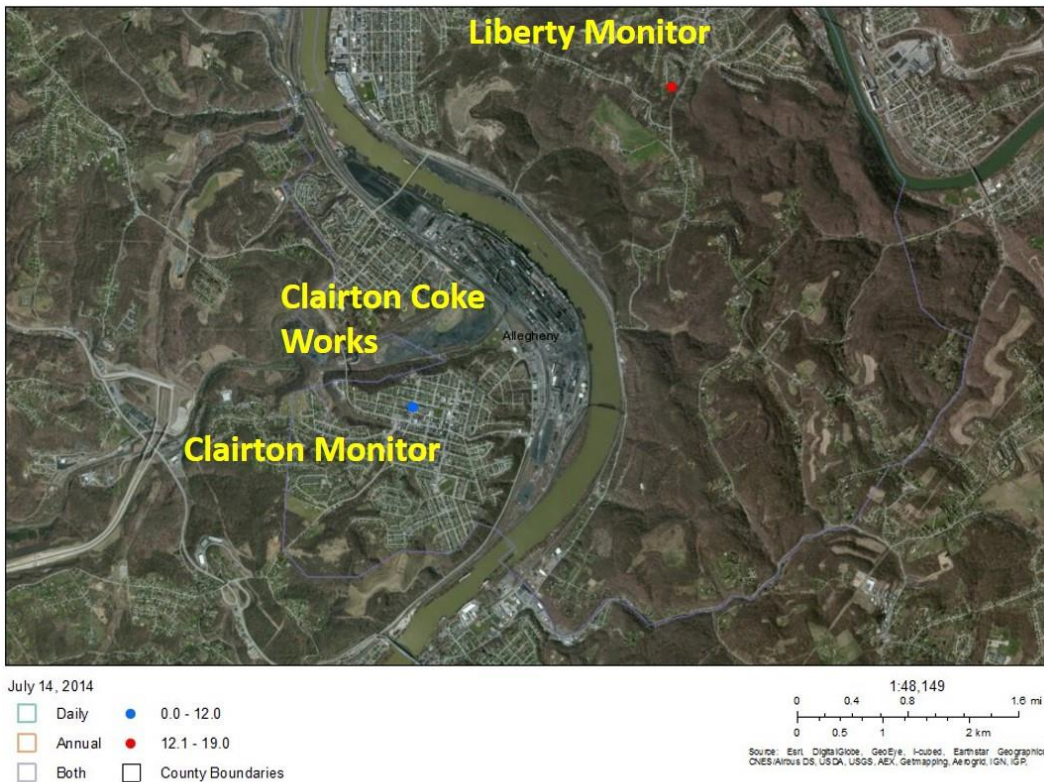 Liberty Monitor
Clairton Coke
Works
Allegheny
Clairton Monitor
July 14, 2014
Daily
0.0 - 12.0
Annual
12.1 - 19.0
Both
County Boundaries
1:48,149
0 0.4 0.8 1.6 mi
0 0.5 1 2 km
Source: Esri, DigitalGlobe, GeoEye, i-cubed, Earthstar Geographics,
CNES/Airbus DS, USDA, USGS, AEX, Getmapping, Aerogrid, IGN, IGP,